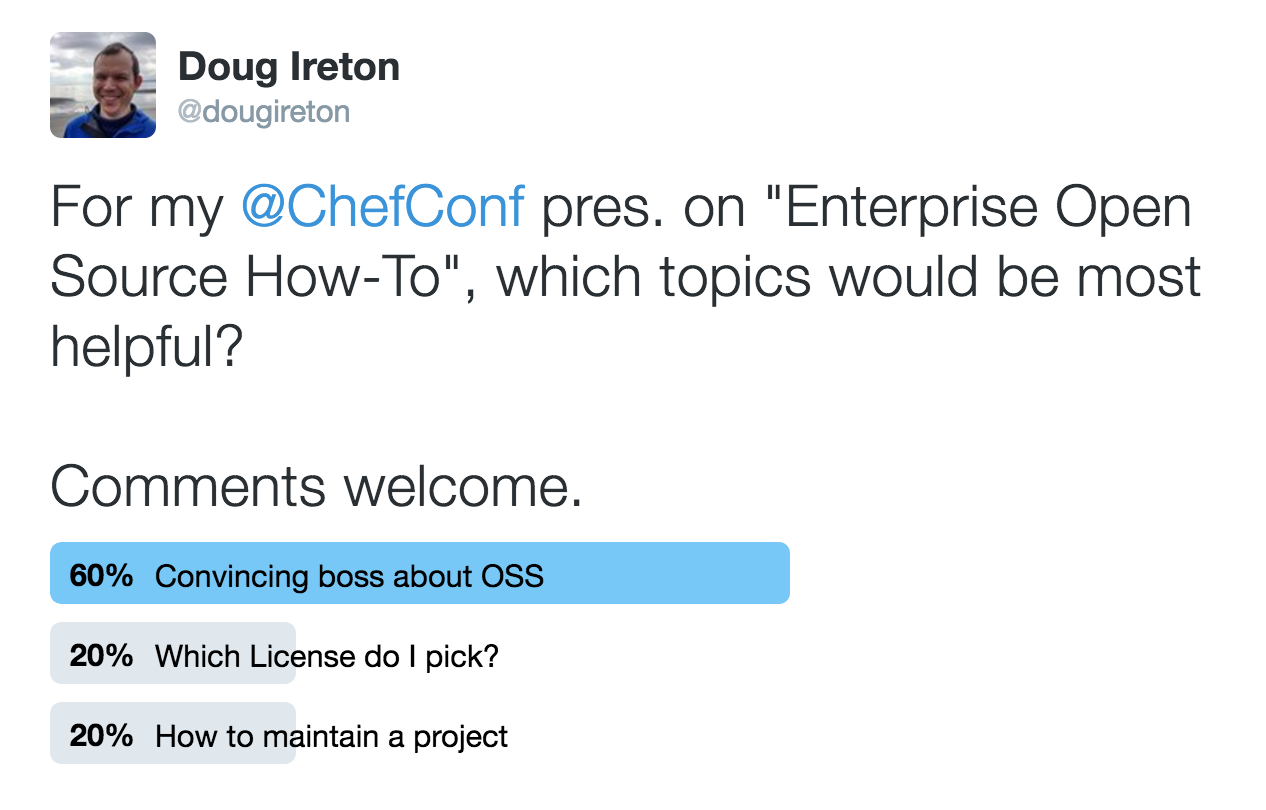 Doug Ireton
@dougireton
For my @ChefConf pres. on "Enterprise Open
Source How-To", which topics would be most
helpful?
Comments welcome.
60% Convincing boss about OSS
20% Which License do I pick?
20% How to maintain a project